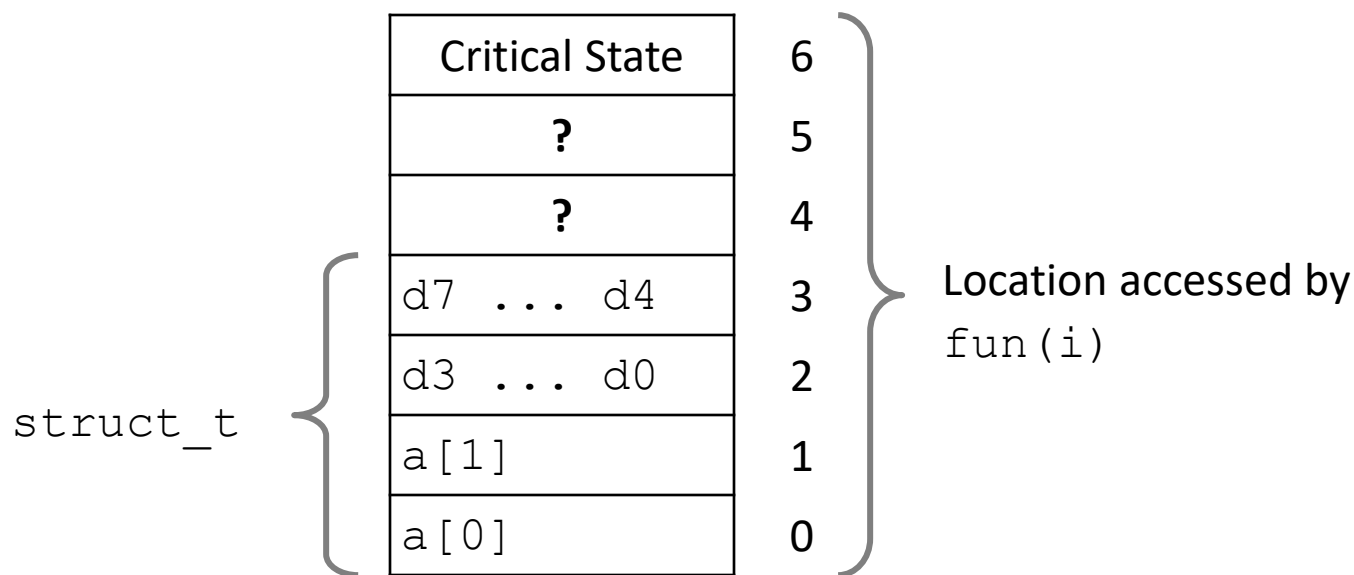 Critical State 6
? 5
? 4
d7 ... d4 3
d3 ... d0 2
a[1] 1
a[0] 0
struct_t
Location accessed by
fun(i)